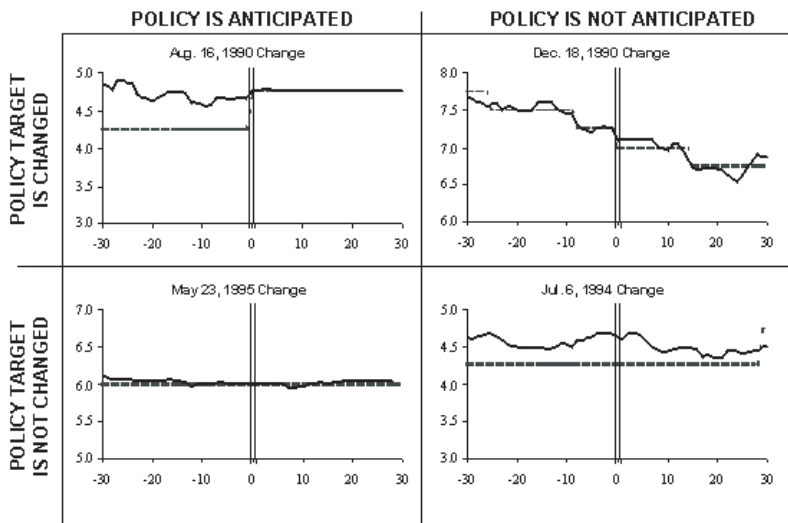 POLICY IS ANTICIPATED
POLICY IS NOT ANTICIPATED
POLICY TARGET
IS CHANGED
Aug. 16, 1990 Change
5.0
4.5
4.0
3.5
3.0
-30 -20 -10 0 10 20 30
Dec. 18, 1990 Change
8.0
7.5
7.0
6.5
6.0
-30 -20 -10 0 10 20 30
POLICY TARGET
IS NOT CHANGED
May 23, 1995 Change
7.0
6.5
6.0
5.5
5.0
-30 -20 -10 0 10 20 30
Jul. 6, 1994 Change
5.0
4.5
4.0
3.5
3.0
-30 -20 -10 0 10 20 30